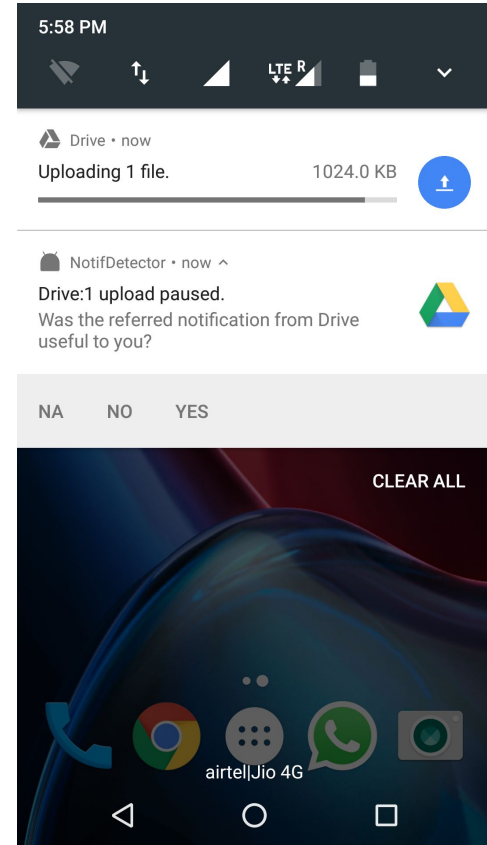 5:58 PM
LTE R
Drive • now
Uploading 1 file. 1024.0 KB
NotifDetector • now
Drive:1 upload paused.
Was the referred notification from Drive
useful to you?
NA NO YES
CLEAR ALL
airtel|Jio 4G